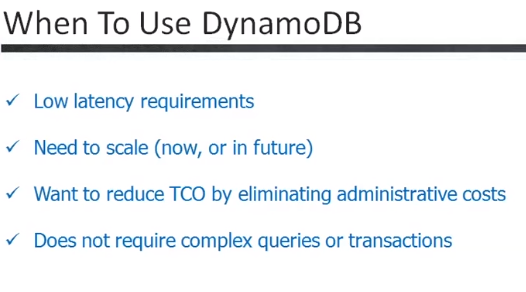 When To Use DynamoDB
✓ Low latency requirements
✓ Need to scale (now, or in future)
✓ Want to reduce TCO by eliminating administrative costs
✓ Does not require complex queries or transactions